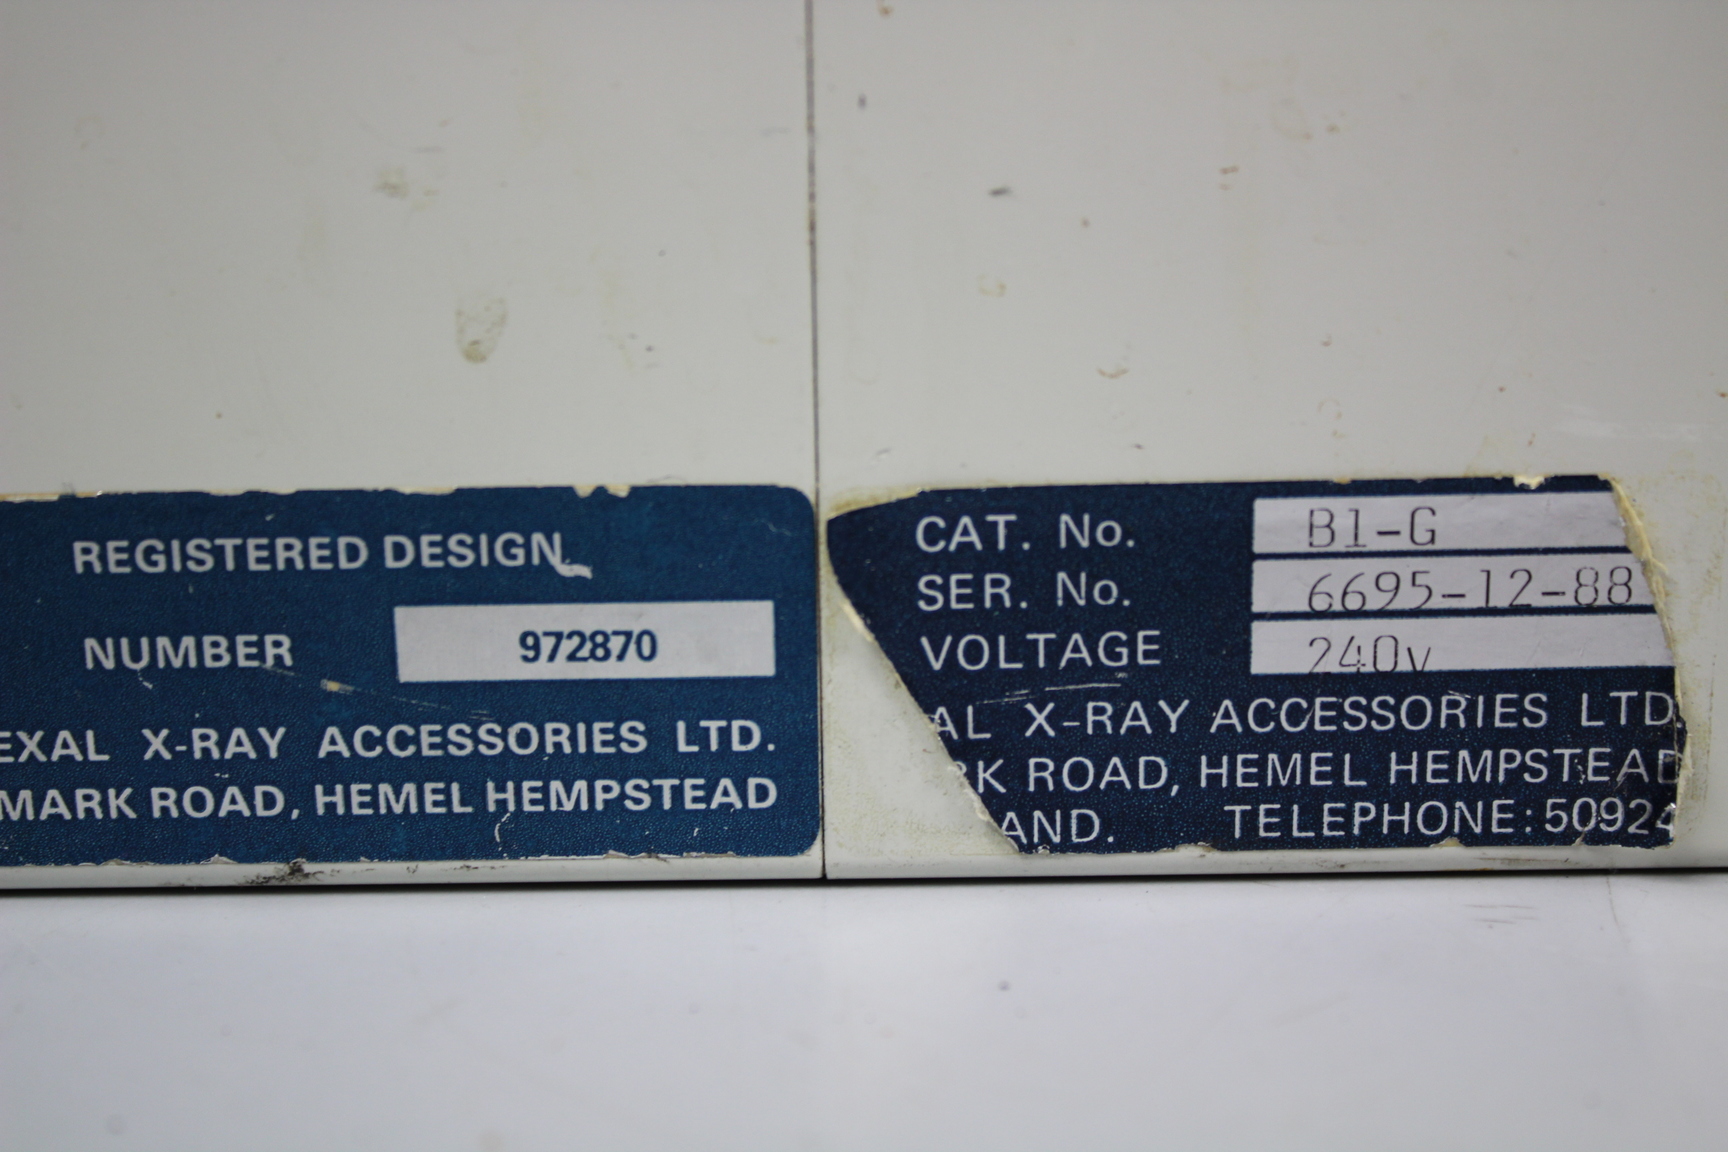 REGISTERED DESIGN
NUMBER 972870
EXAL X-RAY ACCESSORIES LTD.
MARK ROAD, HEMEL HEMPSTEAD
CAT. No. B1-G
SER. No. 6695-12-88
VOLTAGE 240v
AL X-RAY ACCESSORIES LTD.
RK ROAD, HEMEL HEMPSTEAD
AND. TELEPHONE: 50924